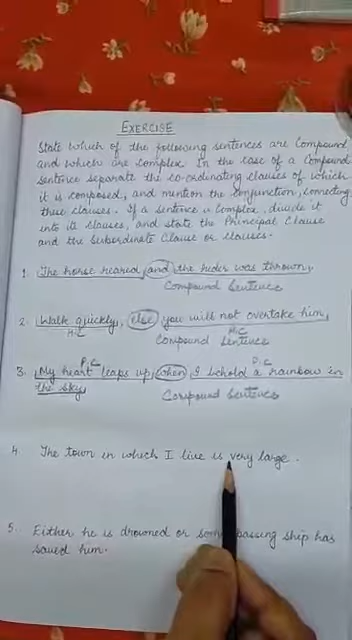 EXERCISE
State which of the following sentences are Compound
and which are complex. In the case of a Compound
sentence separate the co-ordinating clauses of which
it is composed, and mention the conjunction, connecting
these clauses. If a sentence is Complex, divide it
into its clauses, and state the Principal Clause
and the Subordinate Clause or clauses.
1. The horse reared and the rider was thrown.
Compound Sentence
2. Walk quickly, else you will not overtake him.
M.C M.C
Compound Sentence
P.C D.C
3. My heart leaps up when I behold a rainbow in
the sky.
Compound Sentence
4. The town in which I live is very large.
5. Either he is drowned or some passing ship has
saved him.